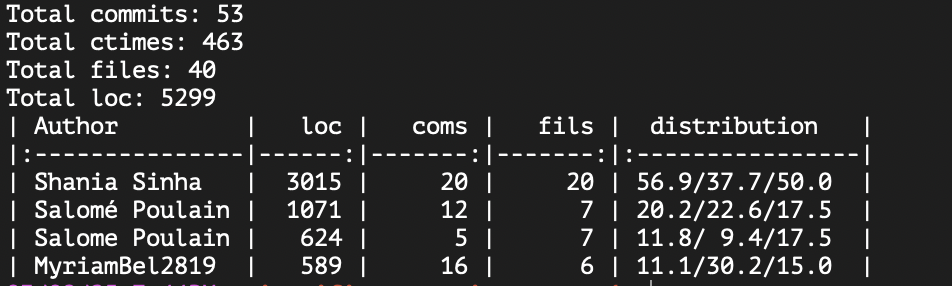 Total commits: 53
Total ctimes: 463
Total files: 40
Total loc: 5299
| Author         |   loc |   coms |   fils |  distribution   |
|:---------------|------:|-------:|-------:|:----------------|
| Shania Sinha   |  3015 |     20 |     20 | 56.9/37.7/50.0  |
| Salomé Poulain |  1071 |     12 |      7 | 20.2/22.6/17.5  |
| Salome Poulain |   624 |      5 |      7 | 11.8/ 9.4/17.5  |
| MyriamBel2819  |   589 |     16 |      6 | 11.1/30.2/15.0  |